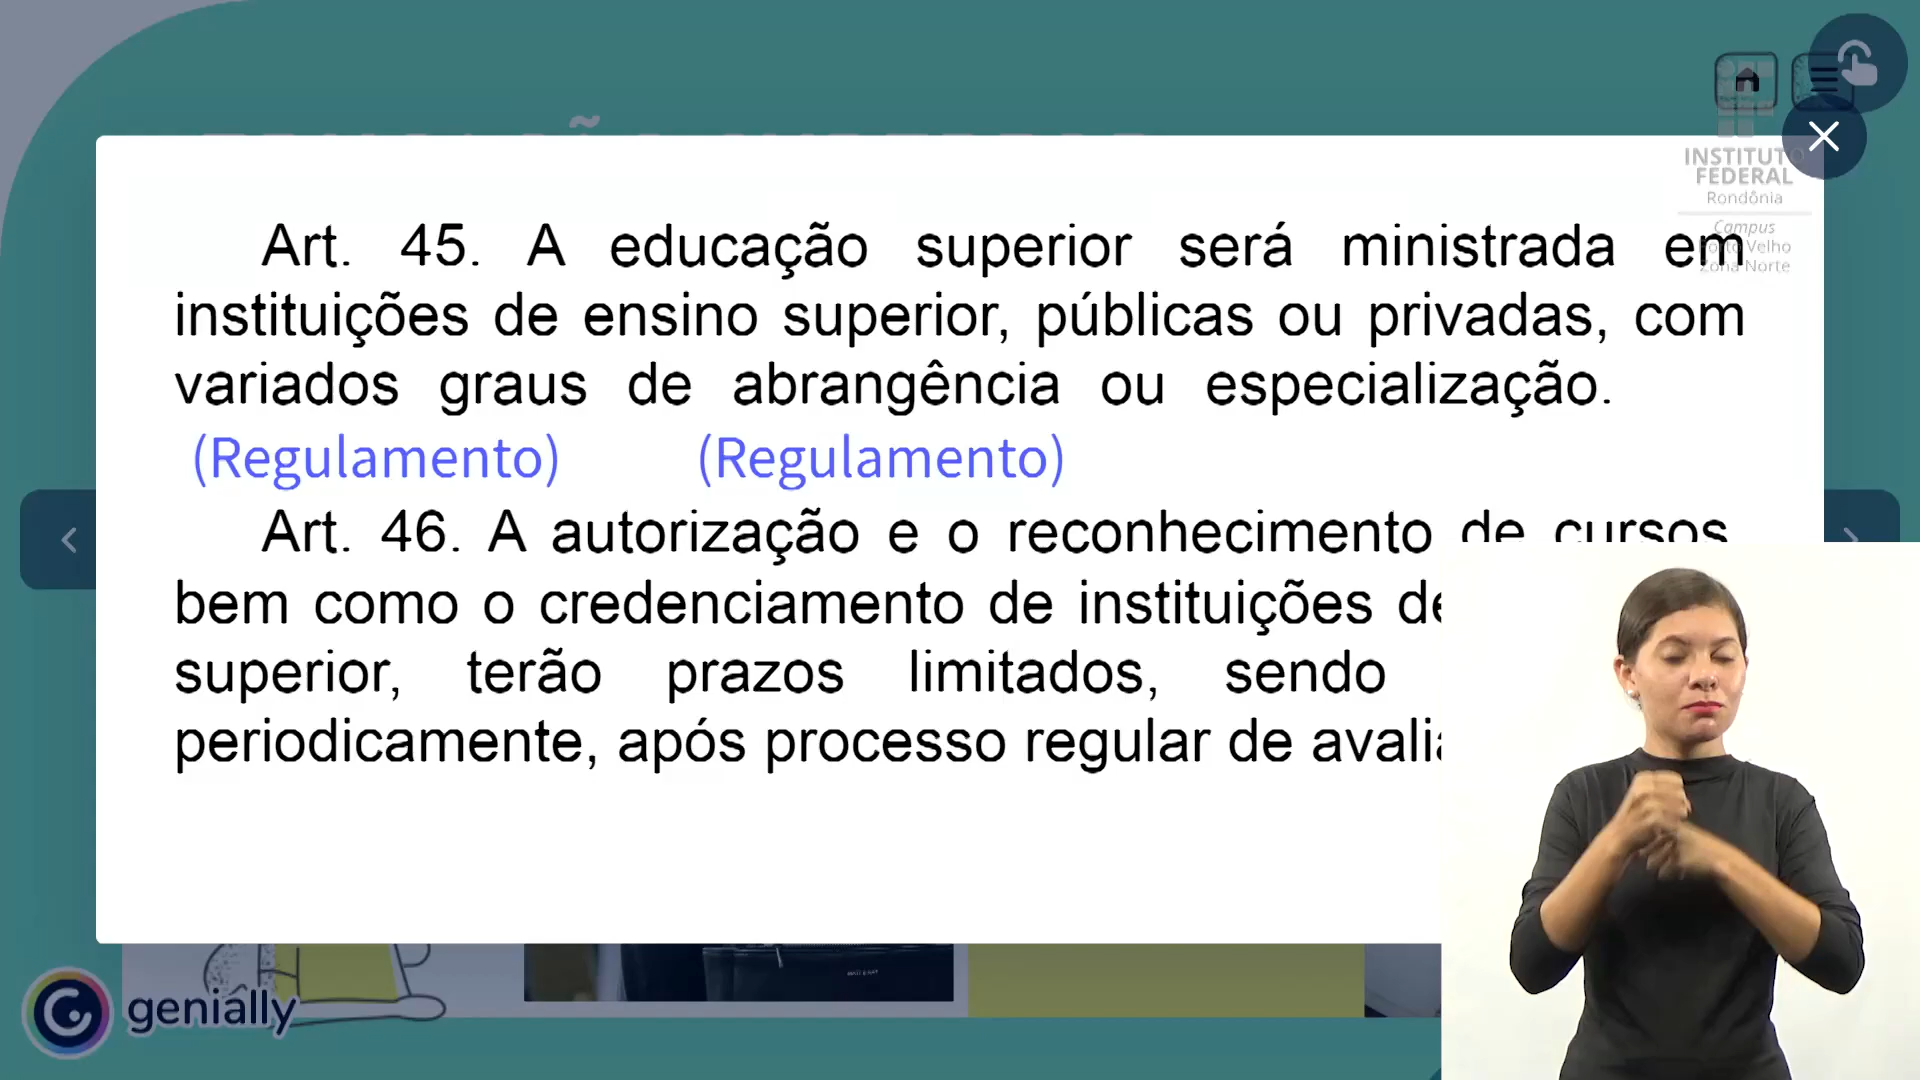 INSTITUTO
FEDERAL
Rondônia
Campus
Porto Velho
Zona Norte
Art. 45. A educação superior será ministrada em
instituições de ensino superior, públicas ou privadas, com
variados graus de abrangência ou especialização.
(Regulamento) (Regulamento)
Art. 46. A autorização e o reconhecimento de cursos
bem como o credenciamento de instituições de
superior, terão prazos limitados, sendo
periodicamente, após processo regular de
genially